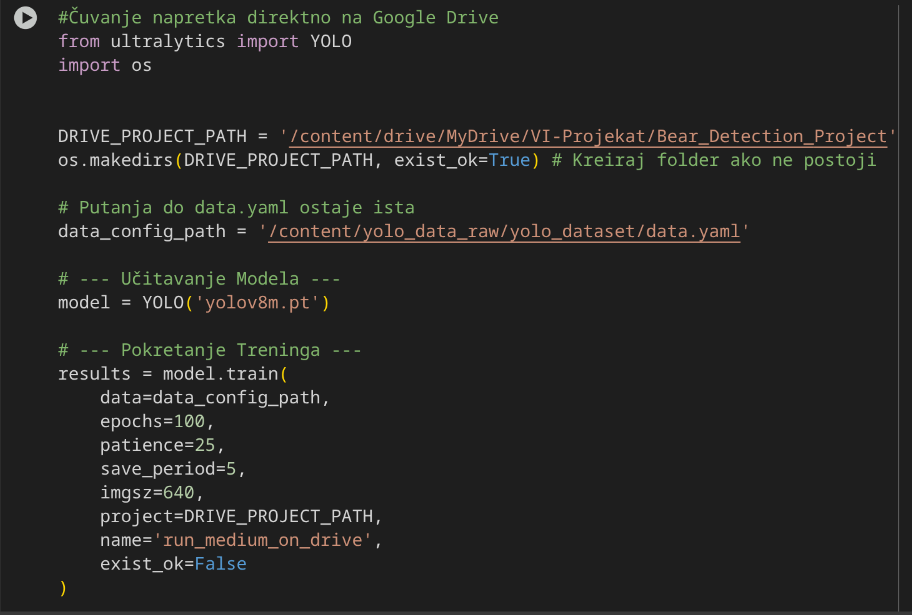 #Čuvanje napretka direktno na Google Drive
from ultralytics import YOLO
import os
DRIVE_PROJECT_PATH = '/content/drive/MyDrive/VI-Projekat/Bear_Detection_Project'
os.makedirs(DRIVE_PROJECT_PATH, exist_ok=True) # Kreiraj folder ako ne postoji
# Putanja do data.yaml ostaje ista
data_config_path = '/content/yolo_data_raw/yolo_dataset/data.yaml'
# --- Učitavanje Modela ---
model = YOLO('yolov8m.pt')
# --- Pokretanje Treninga ---
results = model.train(
    data=data_config_path,
    epochs=100,
    patience=25,
    save_period=5,
    imgsz=640,
    project=DRIVE_PROJECT_PATH,
    name='run_medium_on_drive',
    exist_ok=False
)